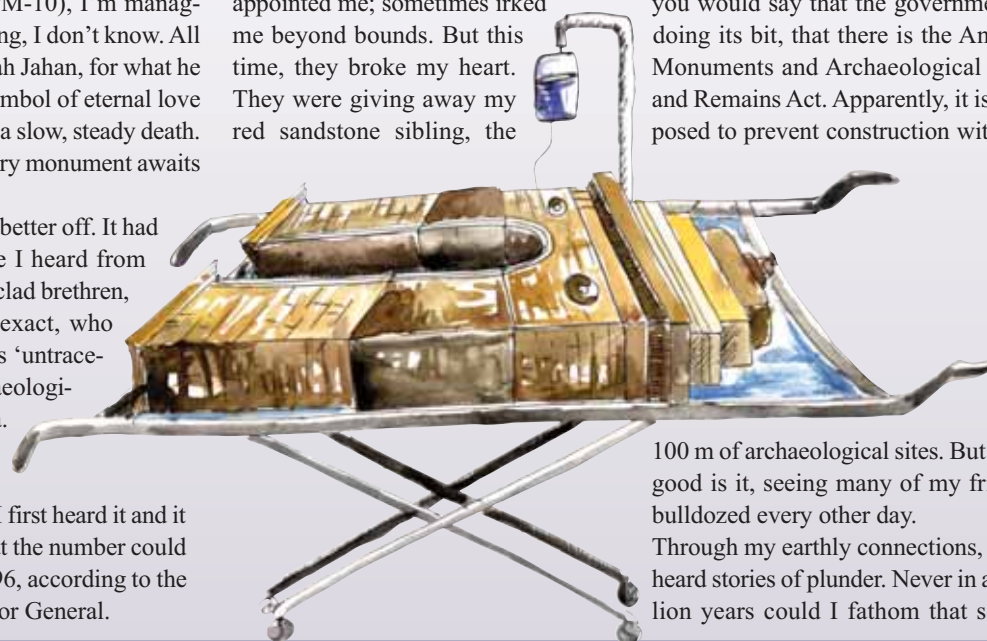 M-10), I'm manag-
ng, I don't know. All
ah Jahan, for what he
mbol of eternal love
a slow, steady death.
ry monument awaits
better off. It had
e I heard from
clad brethren,
exact, who
s ‘untrace-
aeologi-
I first heard it and it
t the number could
96, according to the
or General.
appointed me; sometimes irked
me beyond bounds. But this
time, they broke my heart.
They were giving away my
red sandstone sibling, the
you would say that the governme
doing its bit, that there is the An
Monuments and Archaeological
and Remains Act. Apparently, it is
posed to prevent construction wit
100 m of archaeological sites. But
good is it, seeing many of my fr
bulldozed every other day.
Through my earthly connections,
heard stories of plunder. Never in a
lion years could I fathom that s